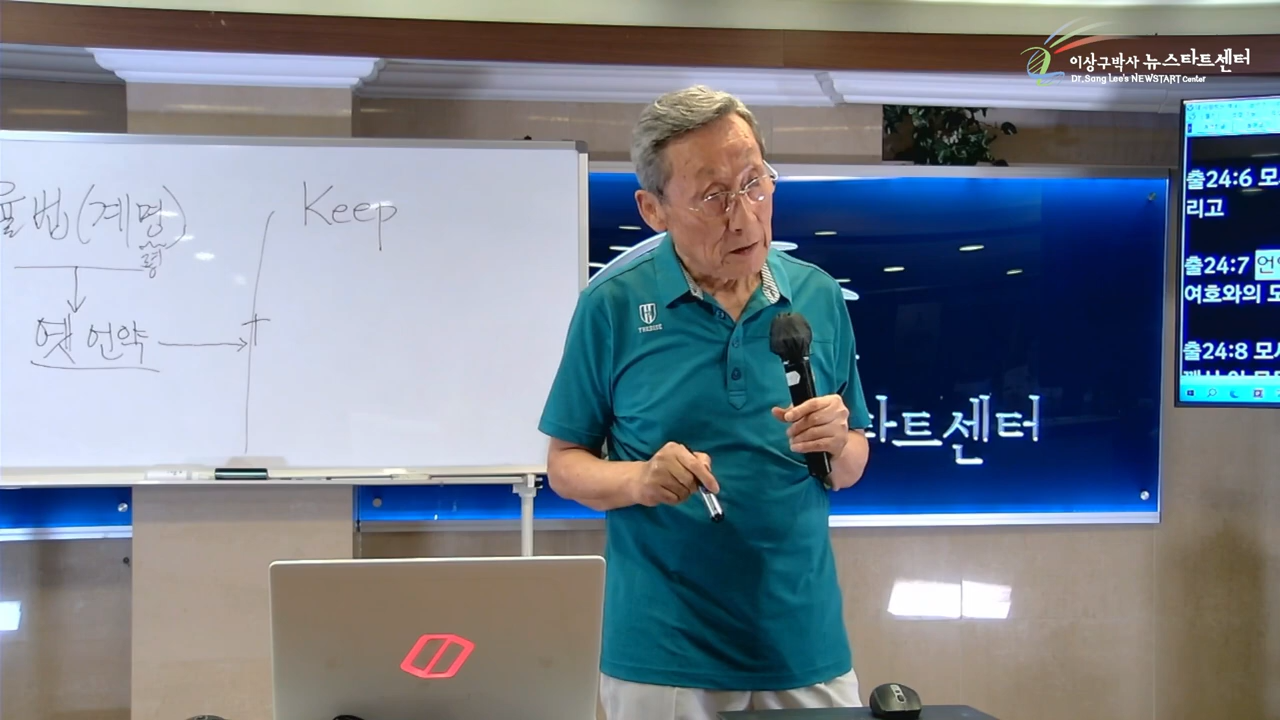 이상구박사 뉴스타트센터
Dr.Sang Lee's NEWSTART Center
율법(계명)
령
Keep
옛 언약
타트센터
출24:6 모
리고
출24:7 언
여호와의
출24:8 모